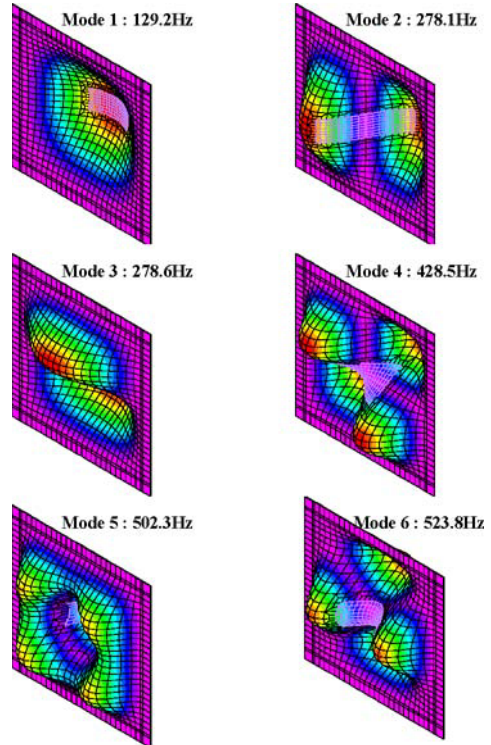 Mode 1 : 129.2Hz
Mode 2 : 278.1Hz
Mode 3 : 278.6Hz
Mode 4 : 428.5Hz
Mode 5 : 502.3Hz
Mode 6 : 523.8Hz